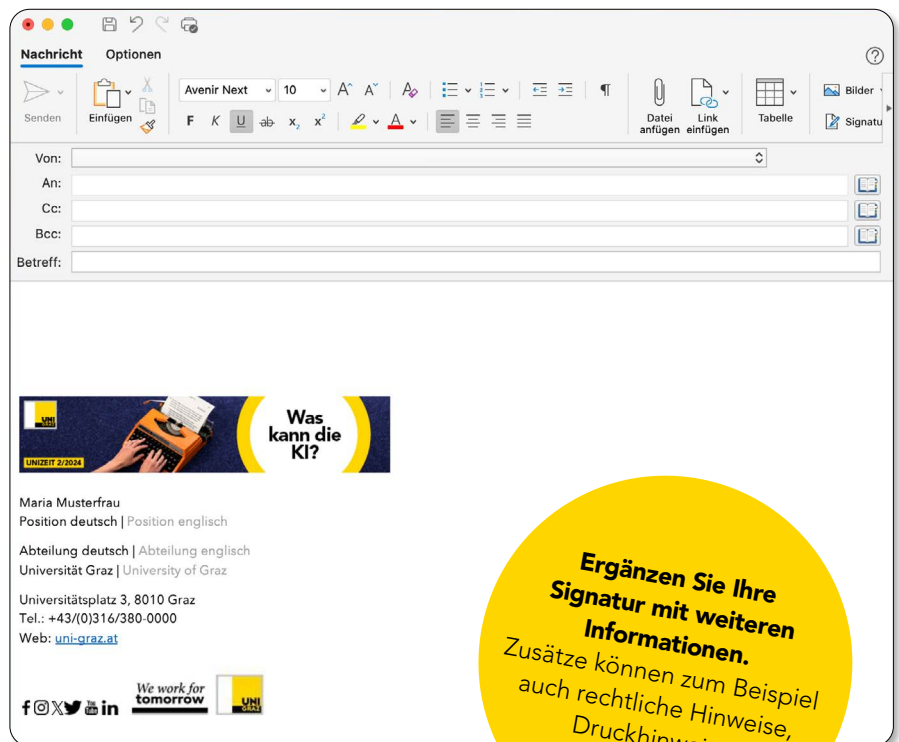 Nachricht Optionen
Avenir Next 10 A^ A˅ A
Senden Einfügen F K U ab x₂ x² A Datei anfügen Link einfügen Tabelle Bilder
Signatu
Von:
An:
Cc:
Bcc:
Betreff:
UNI
GRAZ
UNIZEIT 2/2024
Was
kann die
KI?
Maria Musterfrau
Position deutsch | Position englisch
Abteilung deutsch | Abteilung englisch
Universität Graz | University of Graz
Universitätsplatz 3, 8010 Graz
Tel.: +43/(0)316/380-0000
Web: uni-graz.at
We work for
tomorrow
UNI
GRAZ
Ergänzen Sie Ihre
Signatur mit weiteren
Informationen.
Zusätze können zum Beispiel
auch rechtliche Hinweise,